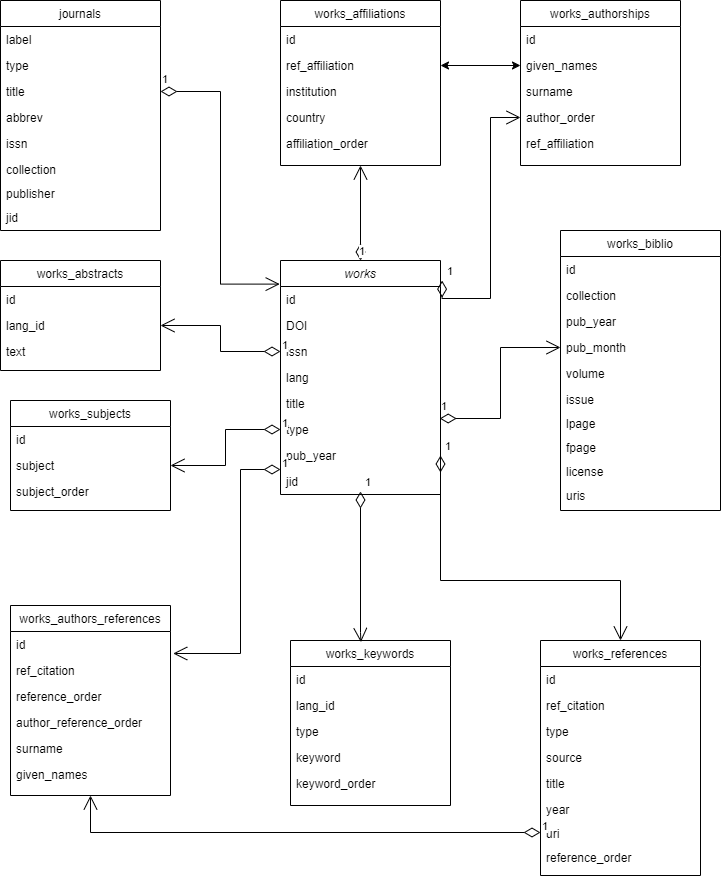 journals
label
type
title
abbrev
issn
collection
publisher
jid
1
works_affiliations
id
ref_affiliation
institution
country
affiliation_order
works_authorships
id
given_names
surname
author_order
ref_affiliation
works_abstracts
id
lang_id
text
1
works
id
DOI
issn
lang
title
type
pub_year
jid
1
1
1
1
1
1
1
works_biblio
id
collection
pub_year
pub_month
volume
issue
lpage
fpage
license
uris
works_subjects
id
subject
subject_order
works_authors_references
id
ref_citation
reference_order
author_reference_order
surname
given_names
works_keywords
id
lang_id
type
keyword
keyword_order
works_references
id
ref_citation
type
source
title
year
1
uri
reference_order